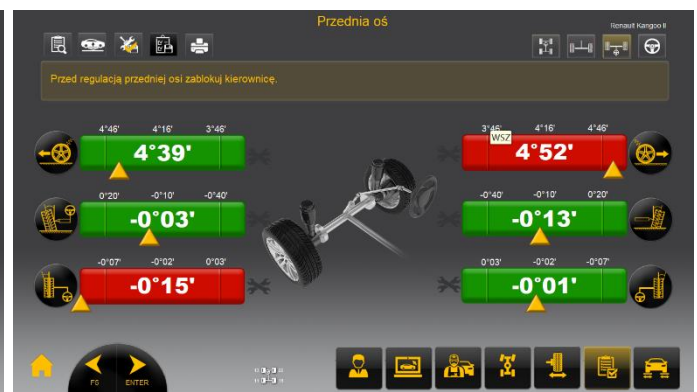 Przednia oś
Renault Kangoo II
Przed regulacją przedniej osi zablokuj kierownicę.
4°46' 4°16' 3°46'
4°39'
3°46' 4°16' 4°46'
WSZ
4°52'
0°20' -0°10' -0°40'
-0°03'
-0°40' -0°10' 0°20'
-0°13'
-0°07' -0°02' 0°03'
-0°15'
0°03' -0°02' -0°07'
-0°01'
F6 ENTER